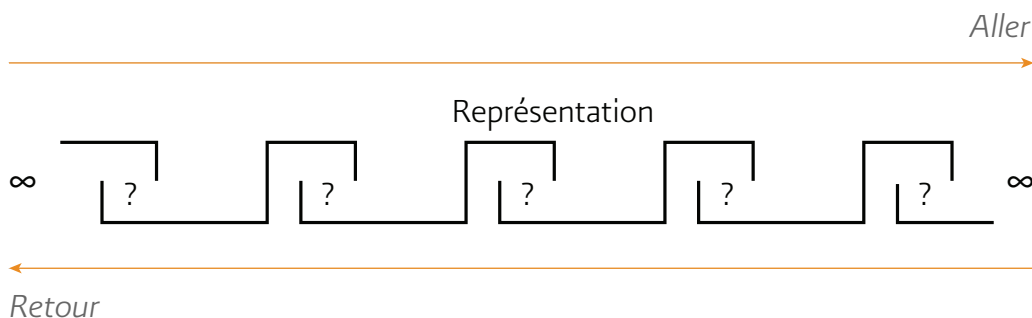 Aller
Représentation
∞ ? ? ? ? ? ∞
Retour